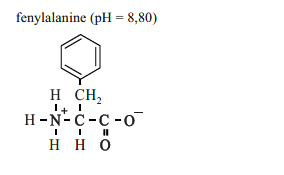 fenylalanine (pH = 8,80)
H CH₂
H-N⁺-C-C-O⁻
H H O